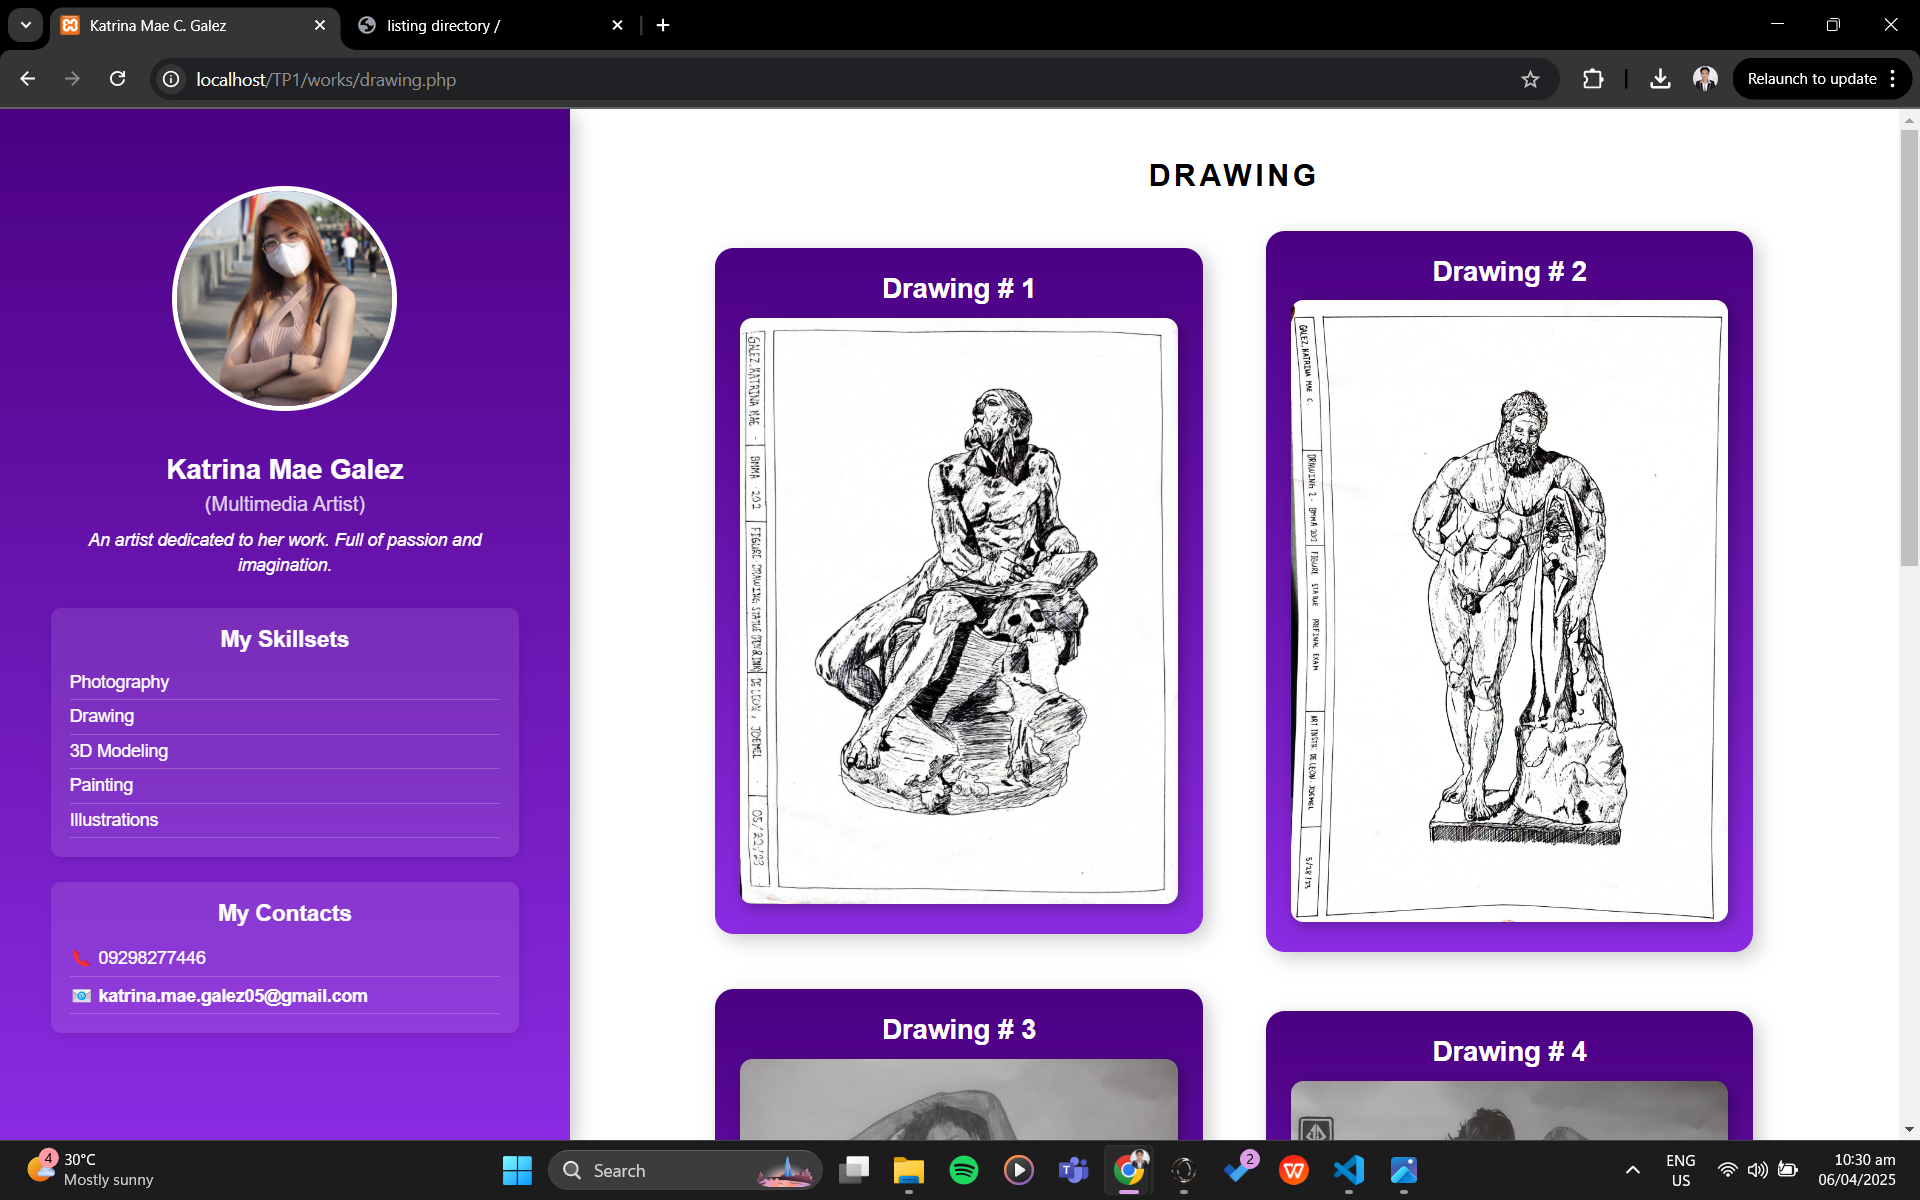 Katrina Mae C. Galez
listing directory /
localhost/TP1/works/drawing.php
Relaunch to update
Katrina Mae Galez
(Multimedia Artist)
An artist dedicated to her work. Full of passion and
imagination.
My Skillsets
Photography
Drawing
3D Modeling
Painting
Illustrations
My Contacts
09298277446
katrina.mae.galez05@gmail.com
DRAWING
Drawing # 1
GALEZ, KATRINA MAE
BMMA 202
FIGURE DRAWING STATUE (PEN & INK)
DE LEON, JOEMEL
05/22/23
Drawing # 2
GALEZ, KATRINA MAE C.
DRAWING 2 - BMMA 202
FIGURE STATUE PREFINAL EXAM
ART INSTR. DE LEON. JOEMEL
Drawing # 3
Drawing # 4
4
30°C
Mostly sunny
Search
2
ENG
US
10:30 am
06/04/2025